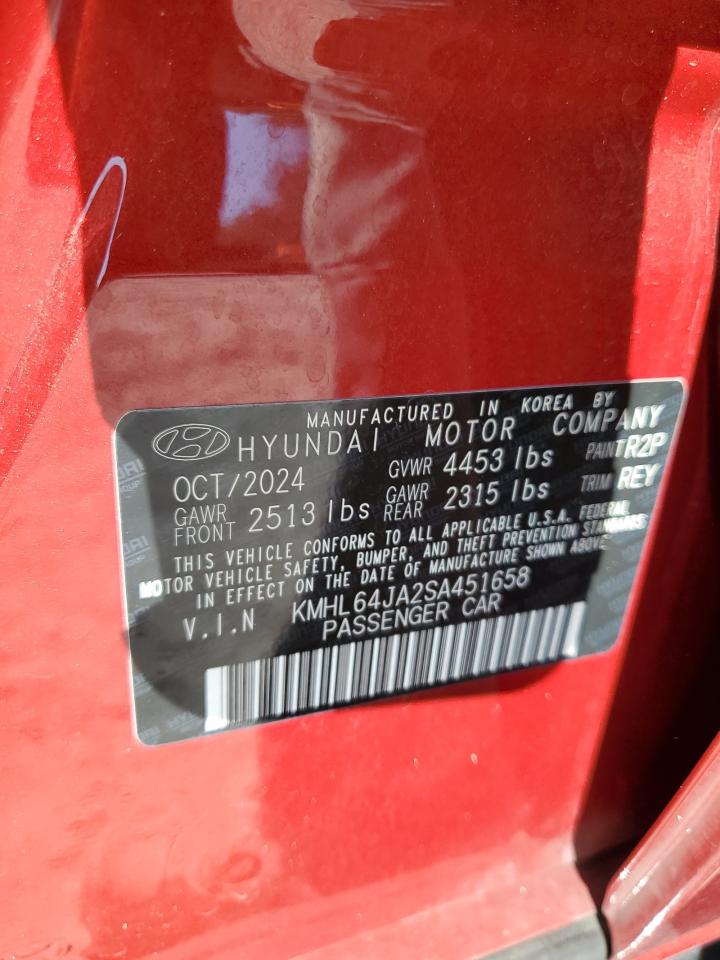 MANUFACTURED IN KOREA BY
HYUNDAI MOTOR COMPANY
OCT/2024 GVWR 4453 lbs PAINT R2P
GAWR FRONT 2513 lbs GAWR REAR 2315 lbs TRIM REY
THIS VEHICLE CONFORMS TO ALL APPLICABLE U.S.A. FEDERAL
MOTOR VEHICLE SAFETY, BUMPER, AND THEFT PREVENTION STANDARDS
IN EFFECT ON THE DATE OF MANUFACTURE SHOWN ABOVE
V.I.N KMHL64JA2SA451658
PASSENGER CAR